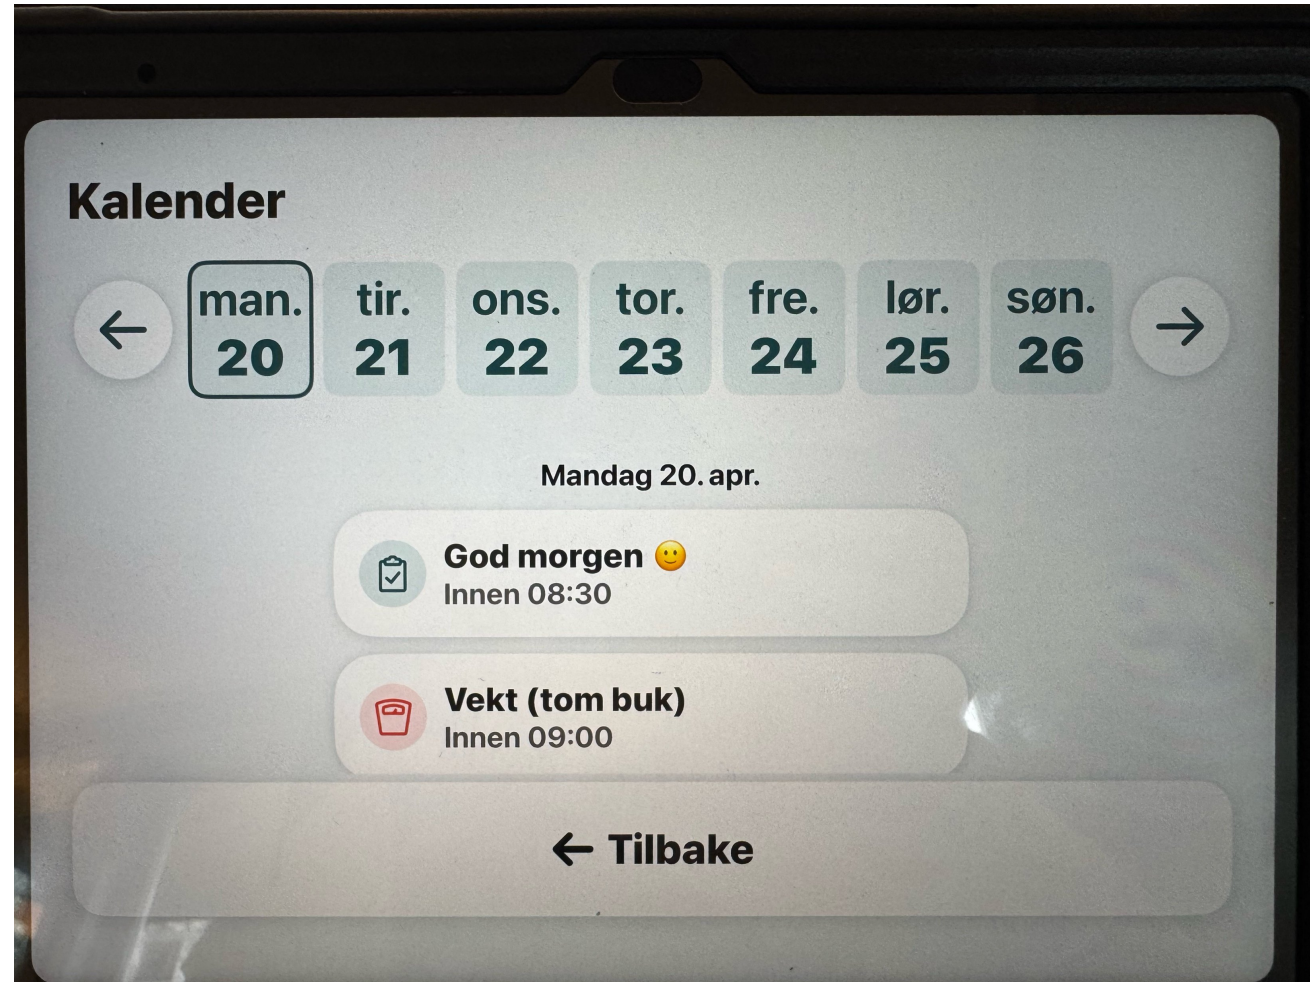 Kalender
man. tir. ons. tor. fre. lør. søn.
20 21 22 23 24 25 26
Mandag 20. apr.
God morgen 🙂
Innen 08:30
Vekt (tom buk)
Innen 09:00
← Tilbake